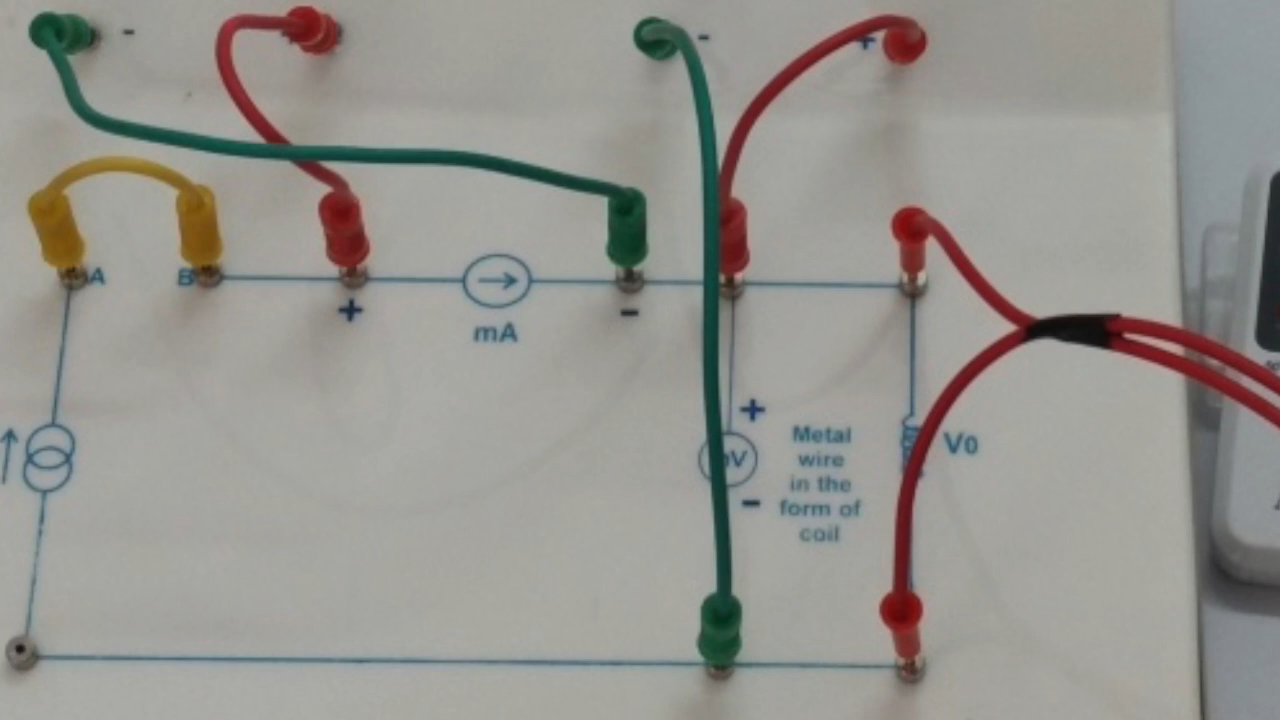 -
-
+
A
B
+
-
mA
+
V
-
Metal
wire
in the
form of
coil
V0